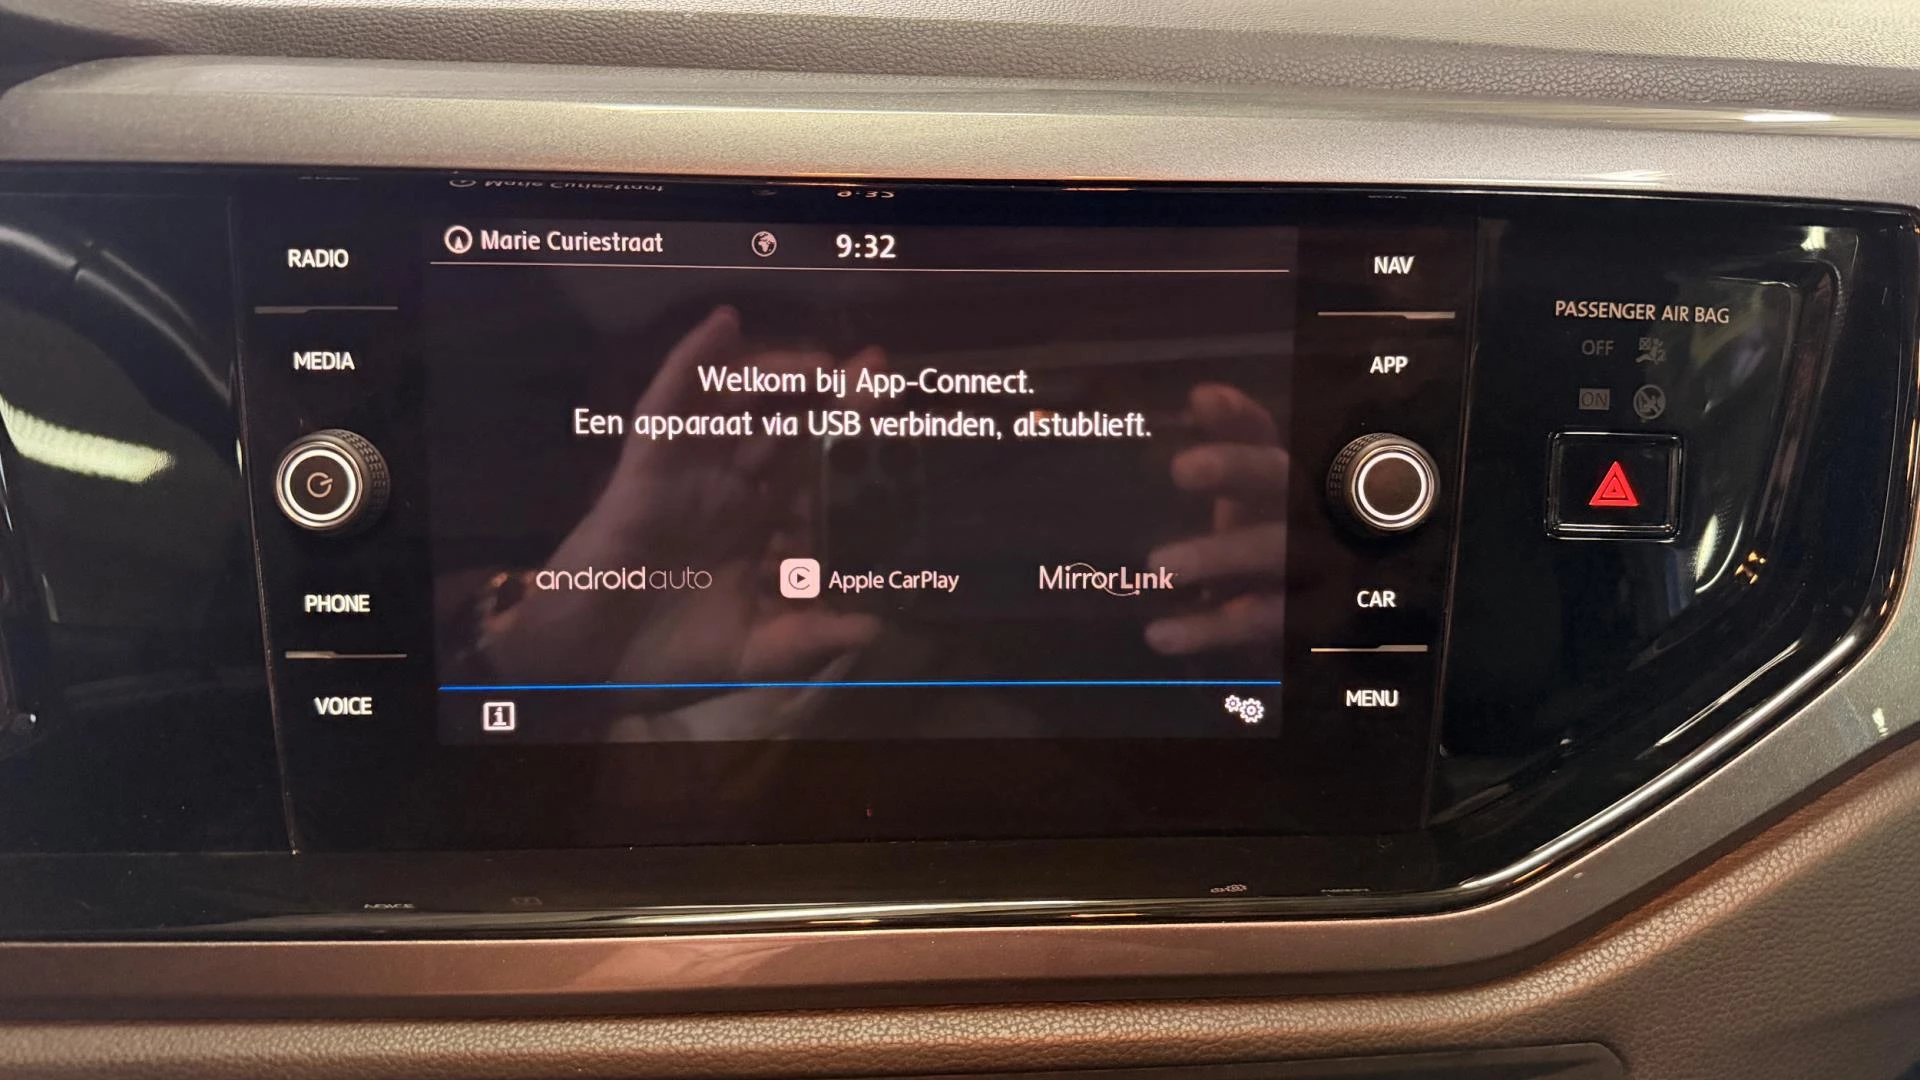 Marie Curiestraat 9:32
RADIO
MEDIA
PHONE
VOICE
Welkom bij App-Connect.
Een apparaat via USB verbinden, alstublieft.
androidauto Apple CarPlay MirrorLink
NAV
APP
CAR
MENU
PASSENGER AIR BAG
OFF
ON